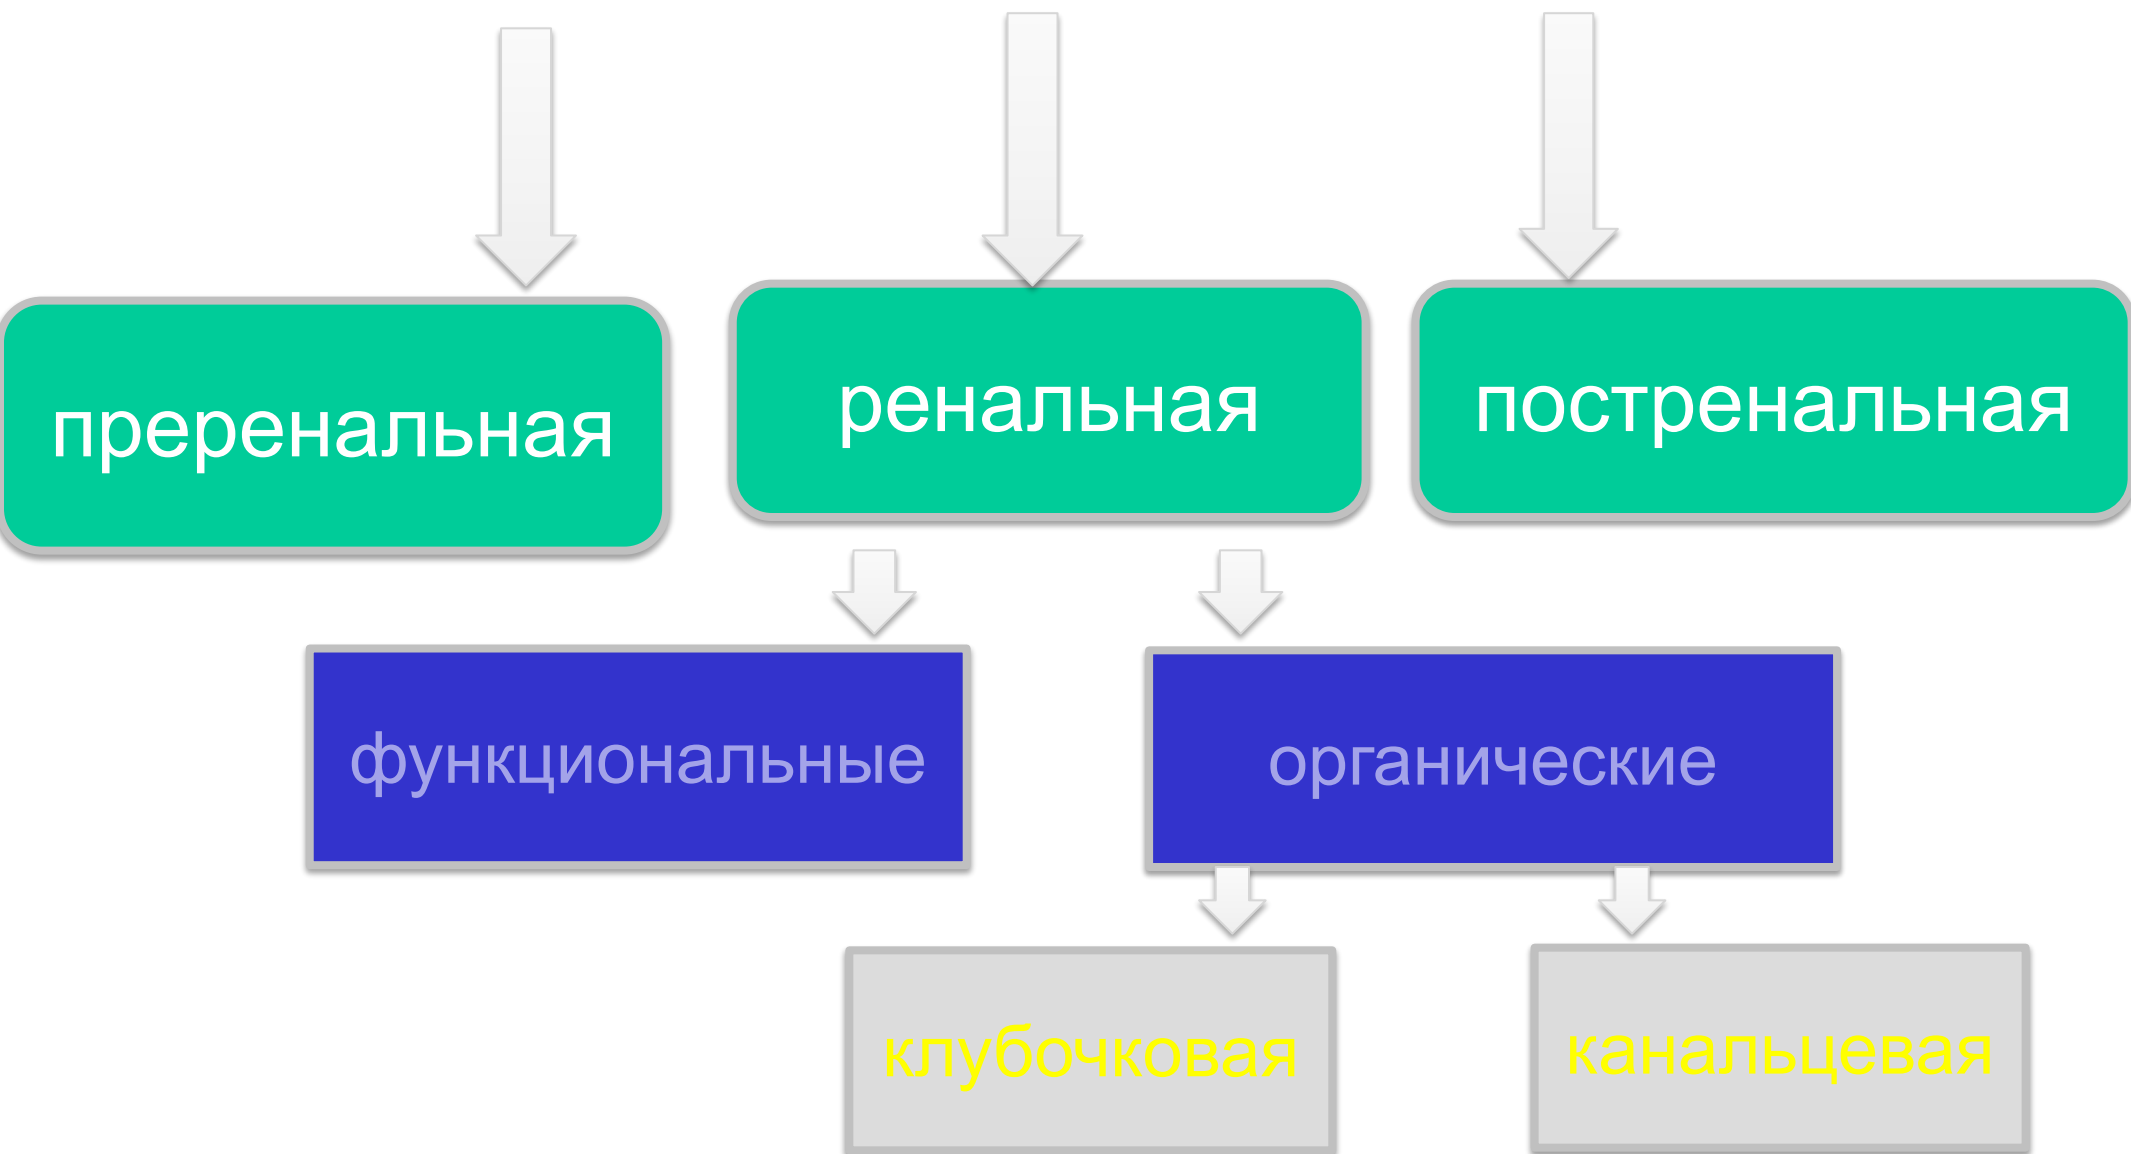 преренальная
ренальная
постренальная
функциональные
органические
клубочковая
канальцевая